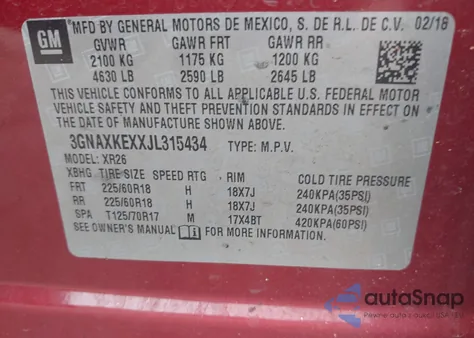 GM
MFD BY GENERAL MOTORS DE MEXICO, S. DE R.L. DE C.V. 02/18
GVWR GAWR FRT GAWR RR
2100 KG 1175 KG 1200 KG
4630 LB 2590 LB 2645 LB
THIS VEHICLE CONFORMS TO ALL APPLICABLE U.S. FEDERAL MOTOR
VEHICLE SAFETY AND THEFT PREVENTION STANDARDS IN EFFECT ON
THE DATE OF MANUFACTURE SHOWN ABOVE.
3GNAXKEXXJL315434 TYPE: M.P.V.
MODEL: XR26
XBHG TIRE SIZE SPEED RTG RIM COLD TIRE PRESSURE
FRT 225/60R18 H 18X7J 240KPA(35PSI)
RR 225/60R18 H 18X7J 240KPA(35PSI)
SPA T125/70R17 M 17X4BT 420KPA(60PSI)
SEE OWNER'S MANUAL FOR MORE INFORMATION.
autoSnap